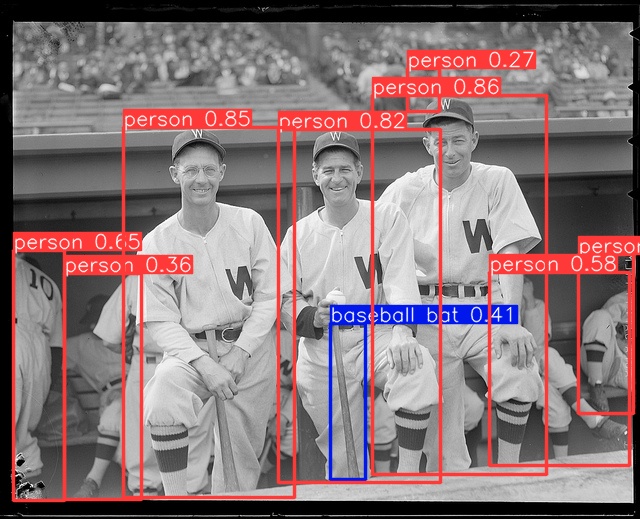 person 0.27
person 0.86
person 0.85
person 0.82
W
W
W
person 0.65
person 0.36
person 0.58
person
10
W
W
W
baseball bat 0.41